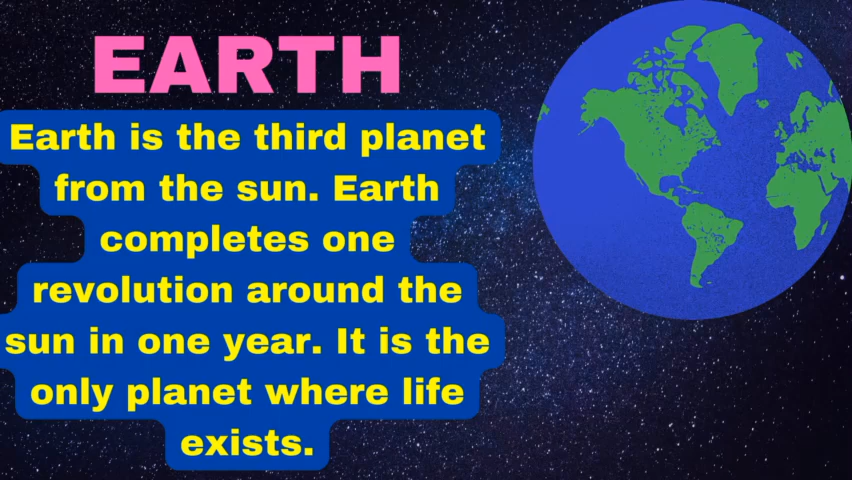 EARTH
Earth is the third planet
from the sun. Earth
completes one
revolution around the
sun in one year. It is the
only planet where life
exists.